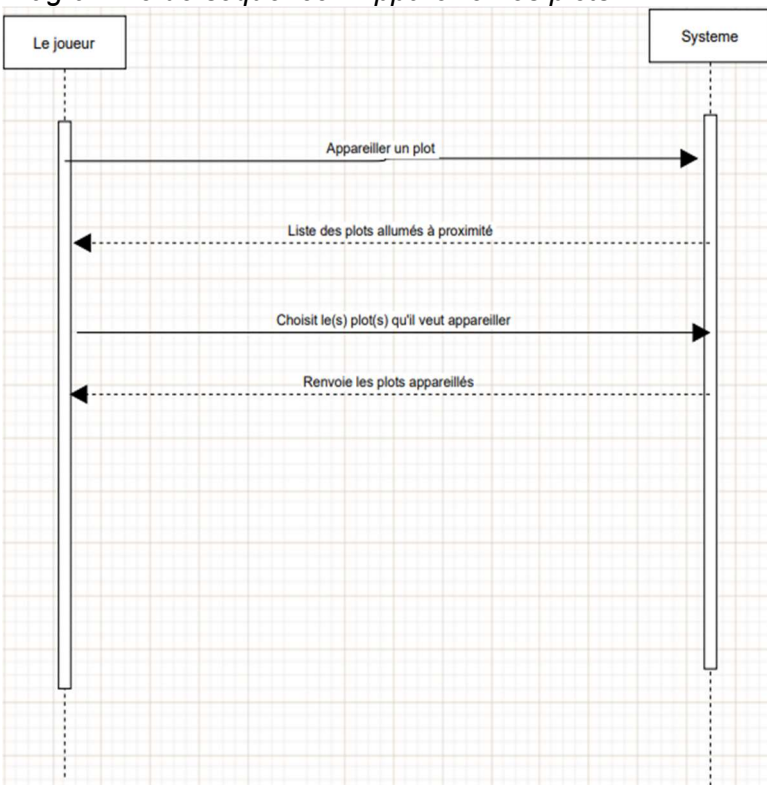 Le joueur
Systeme
Appareiller un plot
Liste des plots allumés à proximité
Choisit le(s) plot(s) qu'il veut appareiller
Renvoie les plots appareillés